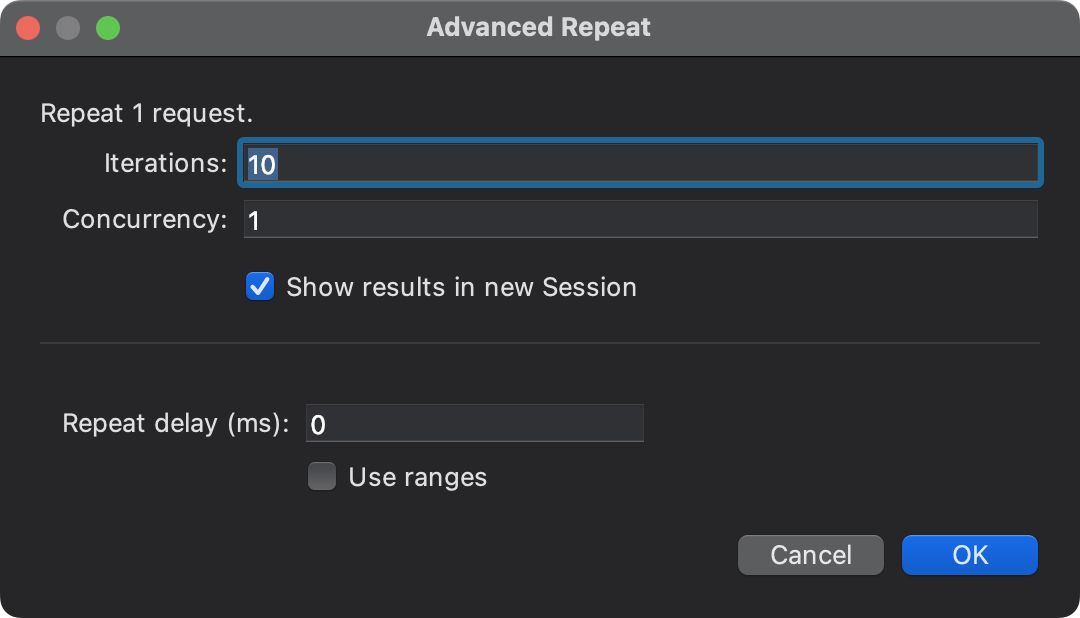 Advanced Repeat
Repeat 1 request.
Iterations: 10
Concurrency: 1
Show results in new Session
Repeat delay (ms): 0
Use ranges
Cancel OK